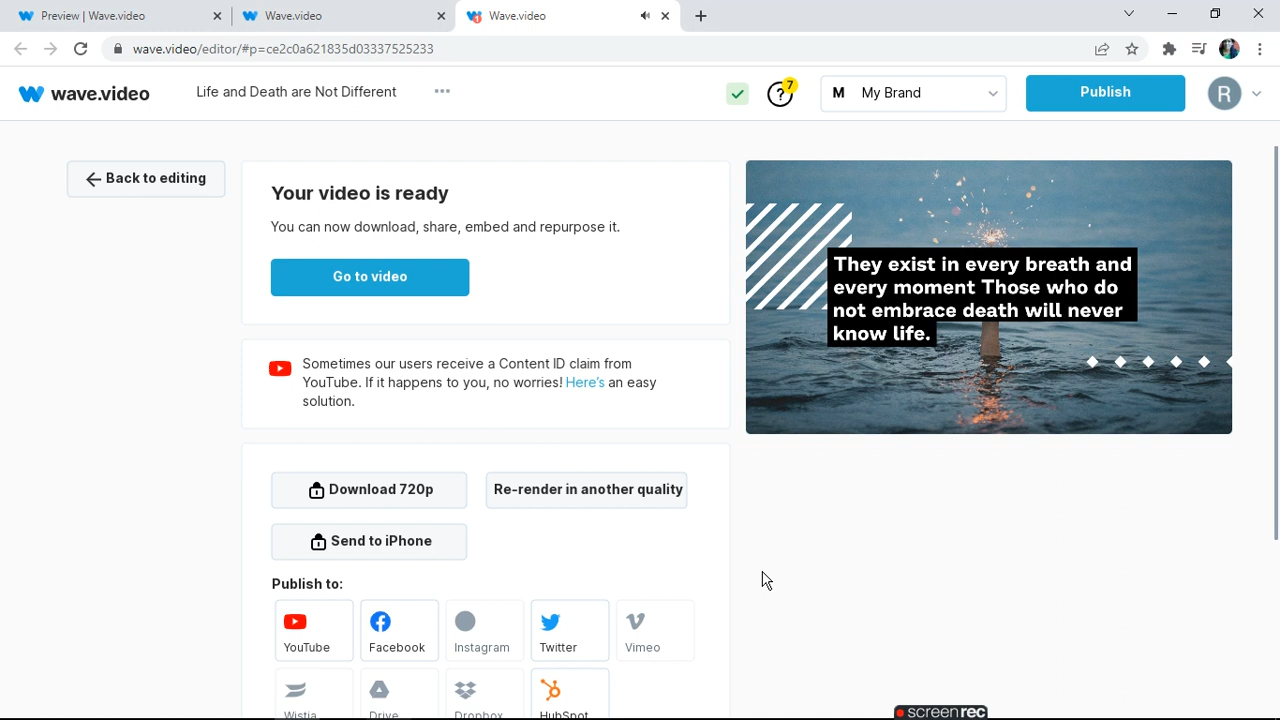 Preview | Wave.video
Wave.video
Wave.video
wave.video/editor/#p=ce2c0a621835d03337525233
wave.video
Life and Death are Not Different
7
M My Brand
Publish
R
Back to editing
Your video is ready
You can now download, share, embed and repurpose it.
Go to video
Sometimes our users receive a Content ID claim from
YouTube. If it happens to you, no worries! Here's an easy
solution.
They exist in every breath and
every moment Those who do
not embrace death will never
know life.
Download 720p
Re-render in another quality
Send to iPhone
Publish to:
YouTube
Facebook
Instagram
Twitter
Vimeo
Wistia
Drive
Dropbox
HubSpot
screenrec